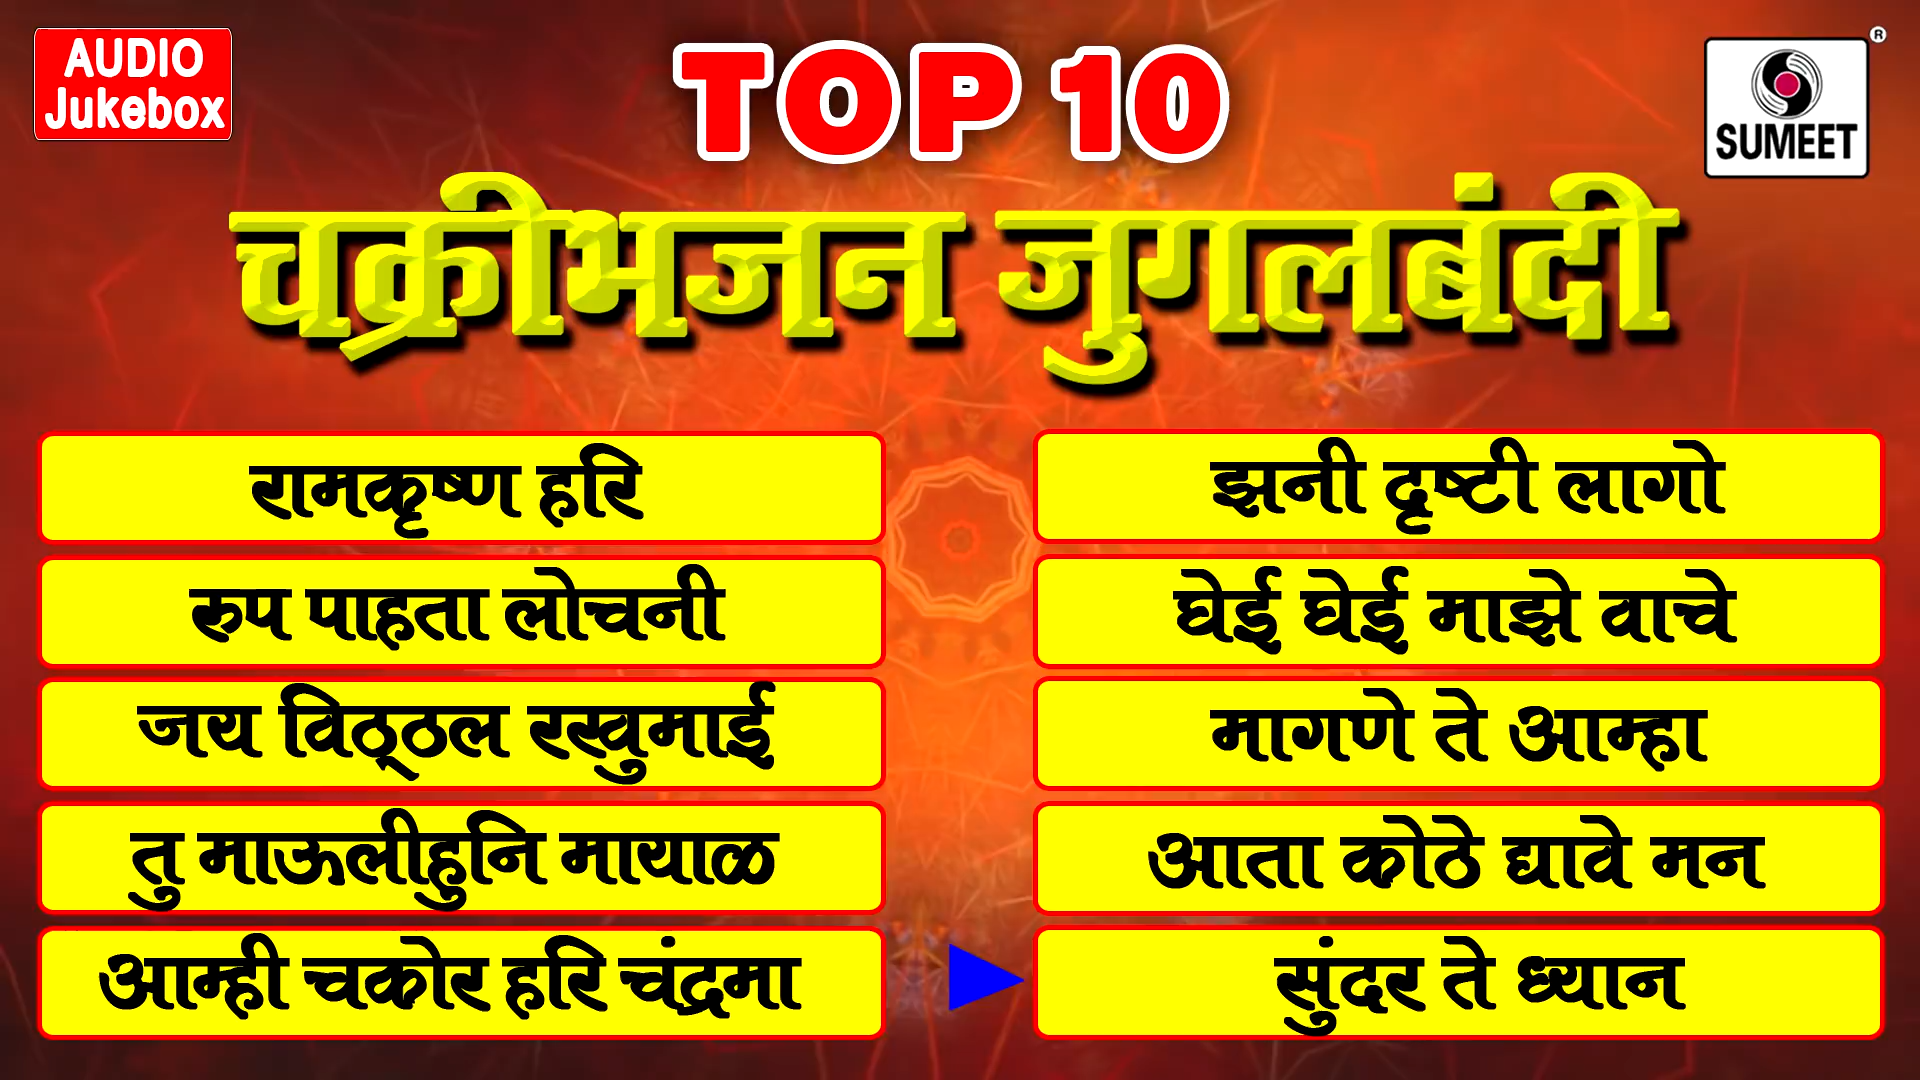 AUDIO
Jukebox
TOP 10
SUMEET
®
चक्रीभजन जुगलबंदी
रामकृष्ण हरि
रुप पाहता लोचनी
जय विठ्ठल रखुमाई
तु माऊलीहुनि मायाळ
आम्ही चकोर हरि चंद्रमा
झनी दृष्टी लागो
घेई घेई माझे वाचे
मागणे ते आम्हा
आता कोठे द्यावे मन
सुंदर ते ध्यान